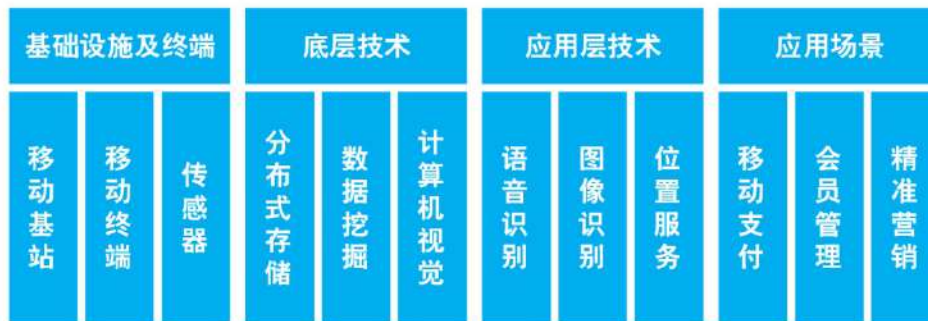 基础设施及终端
底层技术
应用层技术
应用场景
移动基站
移动终端
传感器
分布式存储
数据挖掘
计算机视觉
语音识别
图像识别
位置服务
移动支付
会员管理
精准营销